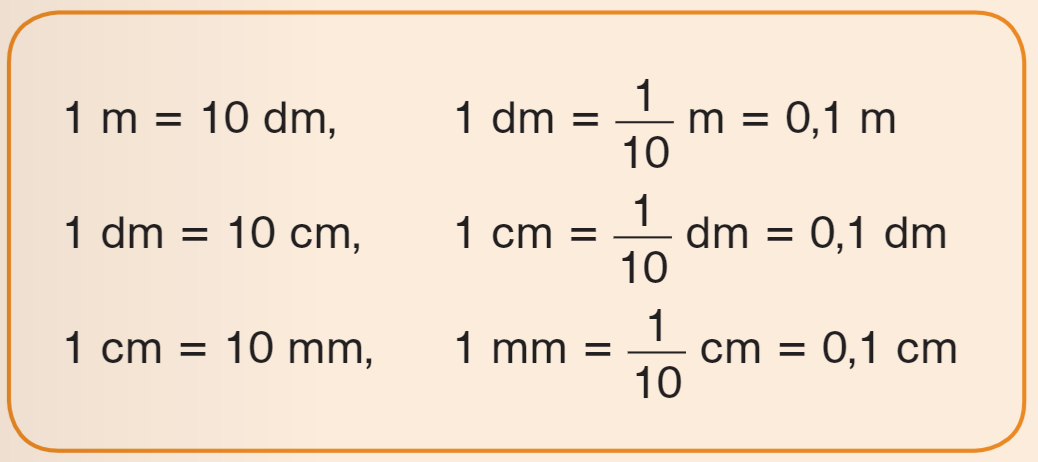 1 m = 10 dm, 1 dm = 1/10 m = 0,1 m
1 dm = 10 cm, 1 cm = 1/10 dm = 0,1 dm
1 cm = 10 mm, 1 mm = 1/10 cm = 0,1 cm